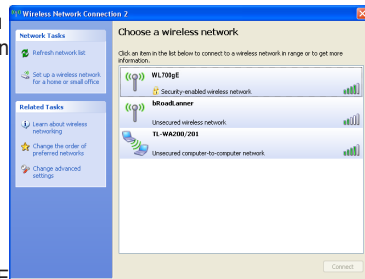 Wireless Network Connection 2
Network Tasks
Refresh network list
Set up a wireless network
for a home or small office
Related Tasks
Learn about wireless
networking
Change the order of
preferred networks
Change advanced
settings
Choose a wireless network
Click an item in the list below to connect to a wireless network in range or to get more
information.
WL700gE
Security-enabled wireless network
bRoadLanner
Unsecured wireless network
TL-WA200/201
Unsecured computer-to-computer network
Connect